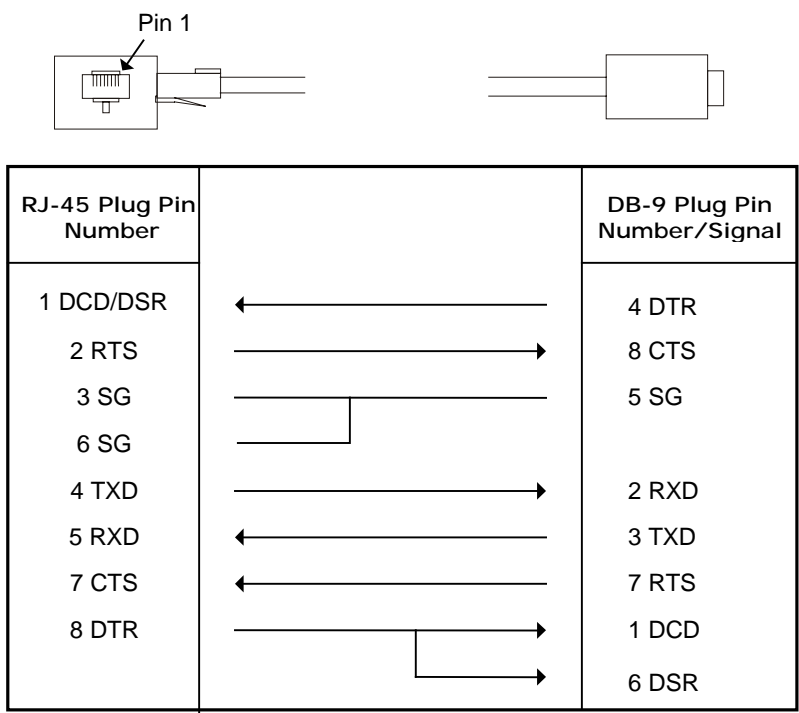 Pin 1
RJ-45 Plug Pin Number
DB-9 Plug Pin Number/Signal
1 DCD/DSR 4 DTR
2 RTS 8 CTS
3 SG 5 SG
6 SG
4 TXD 2 RXD
5 RXD 3 TXD
7 CTS 7 RTS
8 DTR 1 DCD
6 DSR